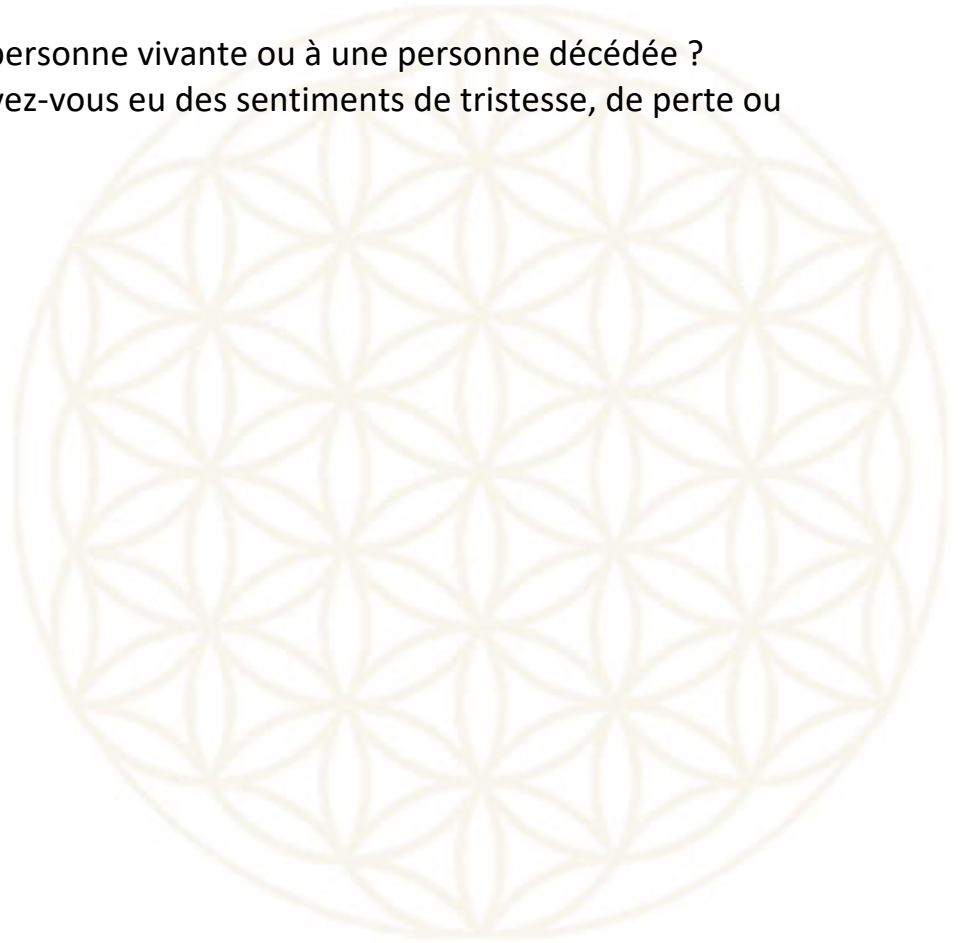 personne vivante ou à une personne décédée ?
vez-vous eu des sentiments de tristesse, de perte ou